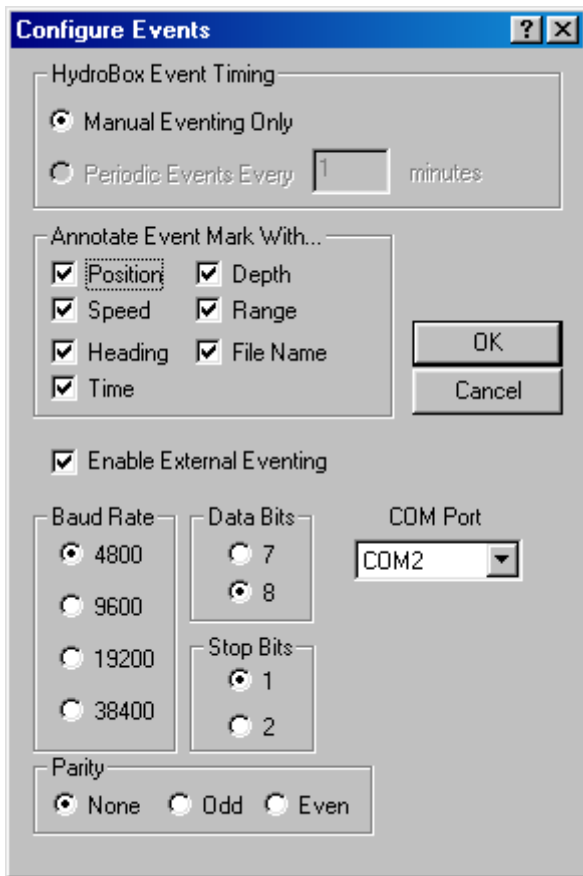 Configure Events
HydroBox Event Timing
Manual Eventing Only
Periodic Events Every 1 minutes
Annotate Event Mark With...
Position Depth
Speed Range
Heading File Name
Time
OK
Cancel
Enable External Eventing
Baud Rate
4800
9600
19200
38400
Data Bits
7
8
Stop Bits
1
2
COM Port
COM2
Parity
None Odd Even